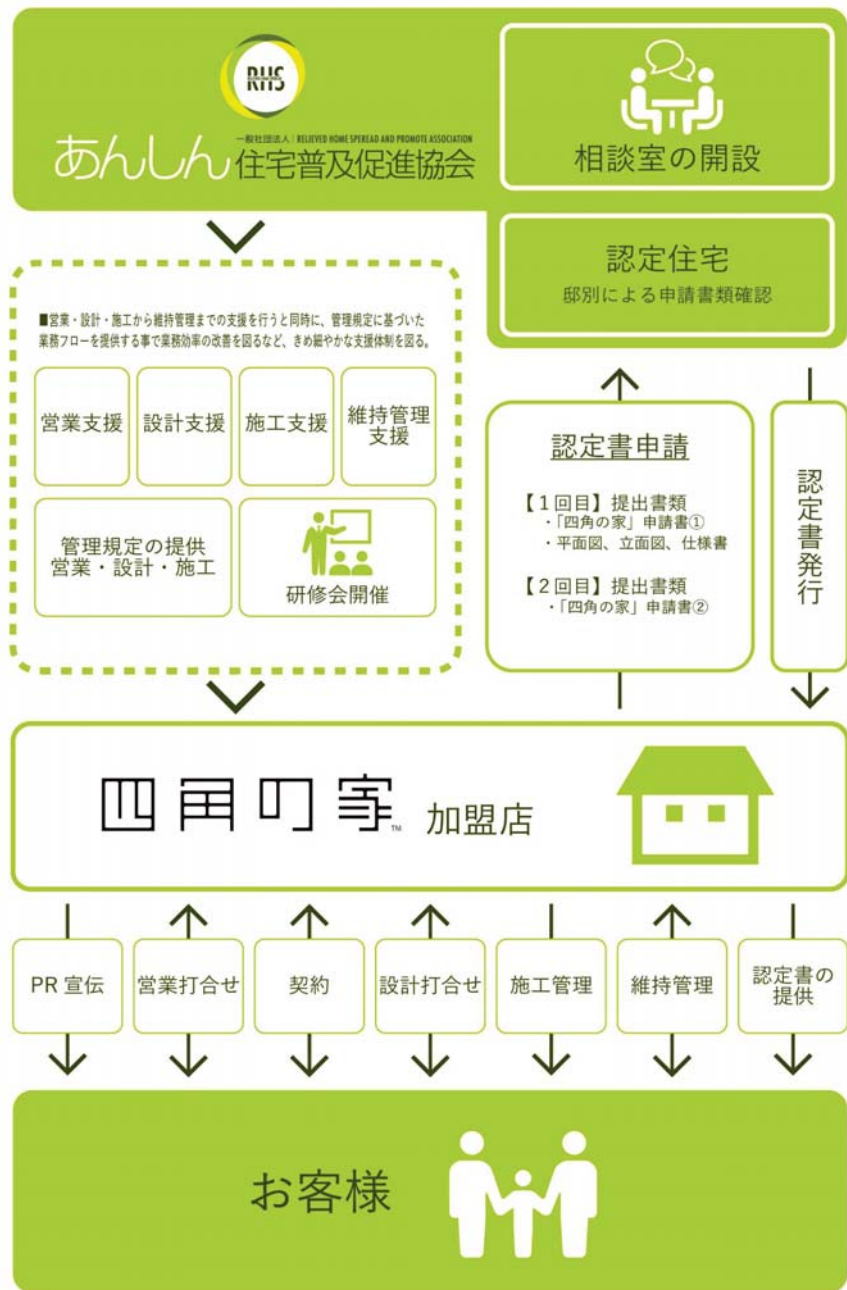 RHS
一般社団法人 | RELIEVED HOME SPEREAD AND PROMOTE ASSOCIATION
あんしん住宅普及促進協会
相談室の開設
認定住宅
邸別による申請書類確認
■営業・設計・施工から維持管理までの支援を行うと同時に、管理規定に基づいた
業務フローを提供する事で業務効率の改善を図るなど、きめ細やかな支援体制を図る。
営業支援
設計支援
施工支援
維持管理
支援
管理規定の提供
営業・設計・施工
研修会開催
認定書申請
【1回目】提出書類
・「四角の家」申請書①
・平面図、立面図、仕様書
【2回目】提出書類
・「四角の家」申請書②
認定書発行
四角の家™ 加盟店
PR 宣伝
営業打合せ
契約
設計打合せ
施工管理
維持管理
認定書の
提供
お客様